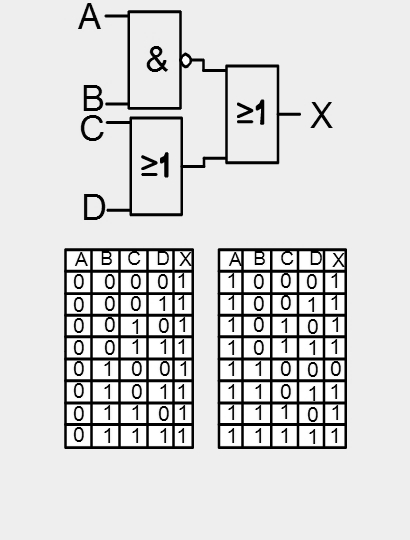 A
&
B
C
≥1
X
≥1
D
A B C D X
0 0 0 0 1
0 0 0 1 1
0 0 1 0 1
0 0 1 1 1
0 1 0 0 1
0 1 0 1 1
0 1 1 0 1
0 1 1 1 1
A B C D X
1 0 0 0 1
1 0 0 1 1
1 0 1 0 1
1 0 1 1 1
1 1 0 0 0
1 1 0 1 1
1 1 1 0 1
1 1 1 1 1